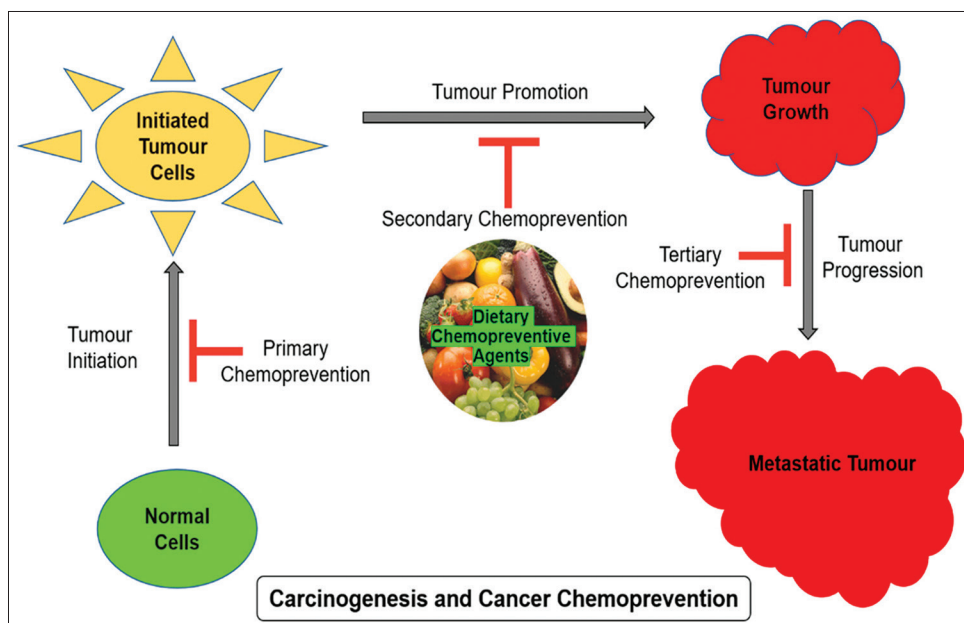 Initiated
Tumour
Cells
Tumour Promotion
Tumour
Growth
Secondary Chemoprevention
Tertiary
Chemoprevention
Tumour
Progression
Dietary
Chemopreventive
Agents
Tumour
Initiation
Primary
Chemoprevention
Metastatic Tumour
Normal
Cells
Carcinogenesis and Cancer Chemoprevention